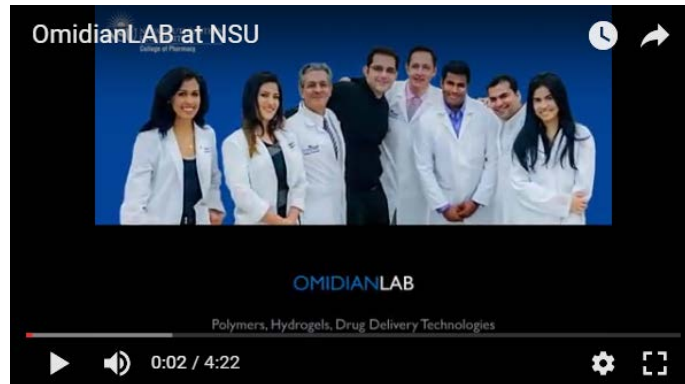 OmidianLAB at NSU
College of Pharmacy
OMIDIANLAB
Polymers, Hydrogels, Drug Delivery Technologies
0:02 / 4:22